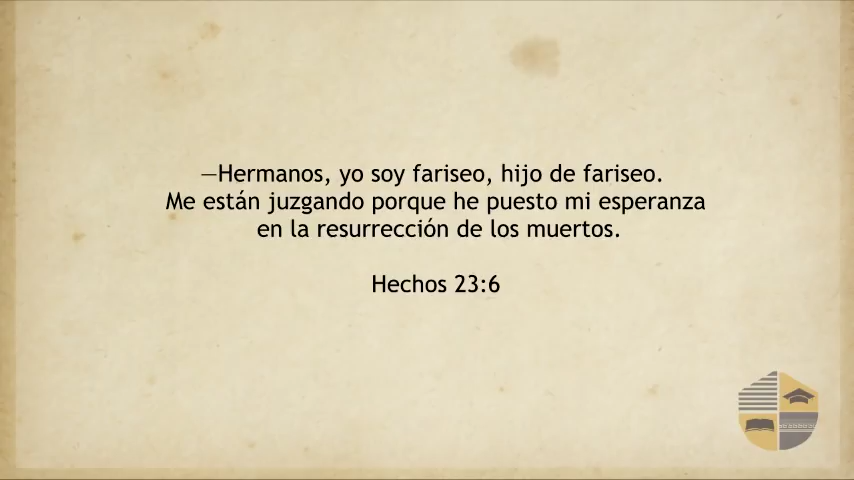 —Hermanos, yo soy fariseo, hijo de fariseo.
Me están juzgando porque he puesto mi esperanza
en la resurrección de los muertos.
Hechos 23:6